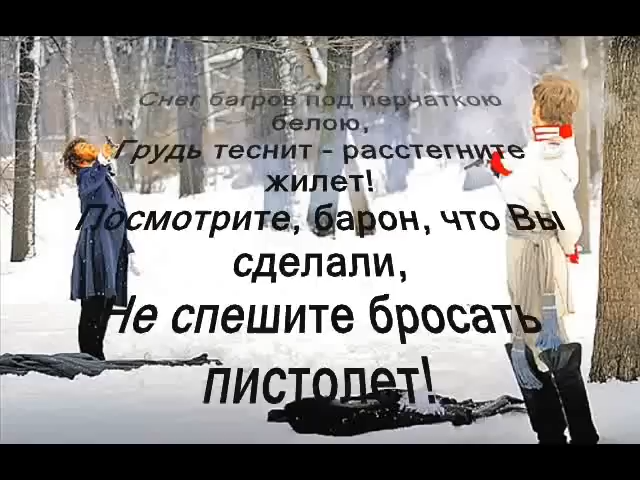 Снег багров под перчаткою
белою,
Грудь теснит - расстегните
жилет!
Посмотрите, барон, что Вы
сделали,
Не спешите бросать
пистолет!